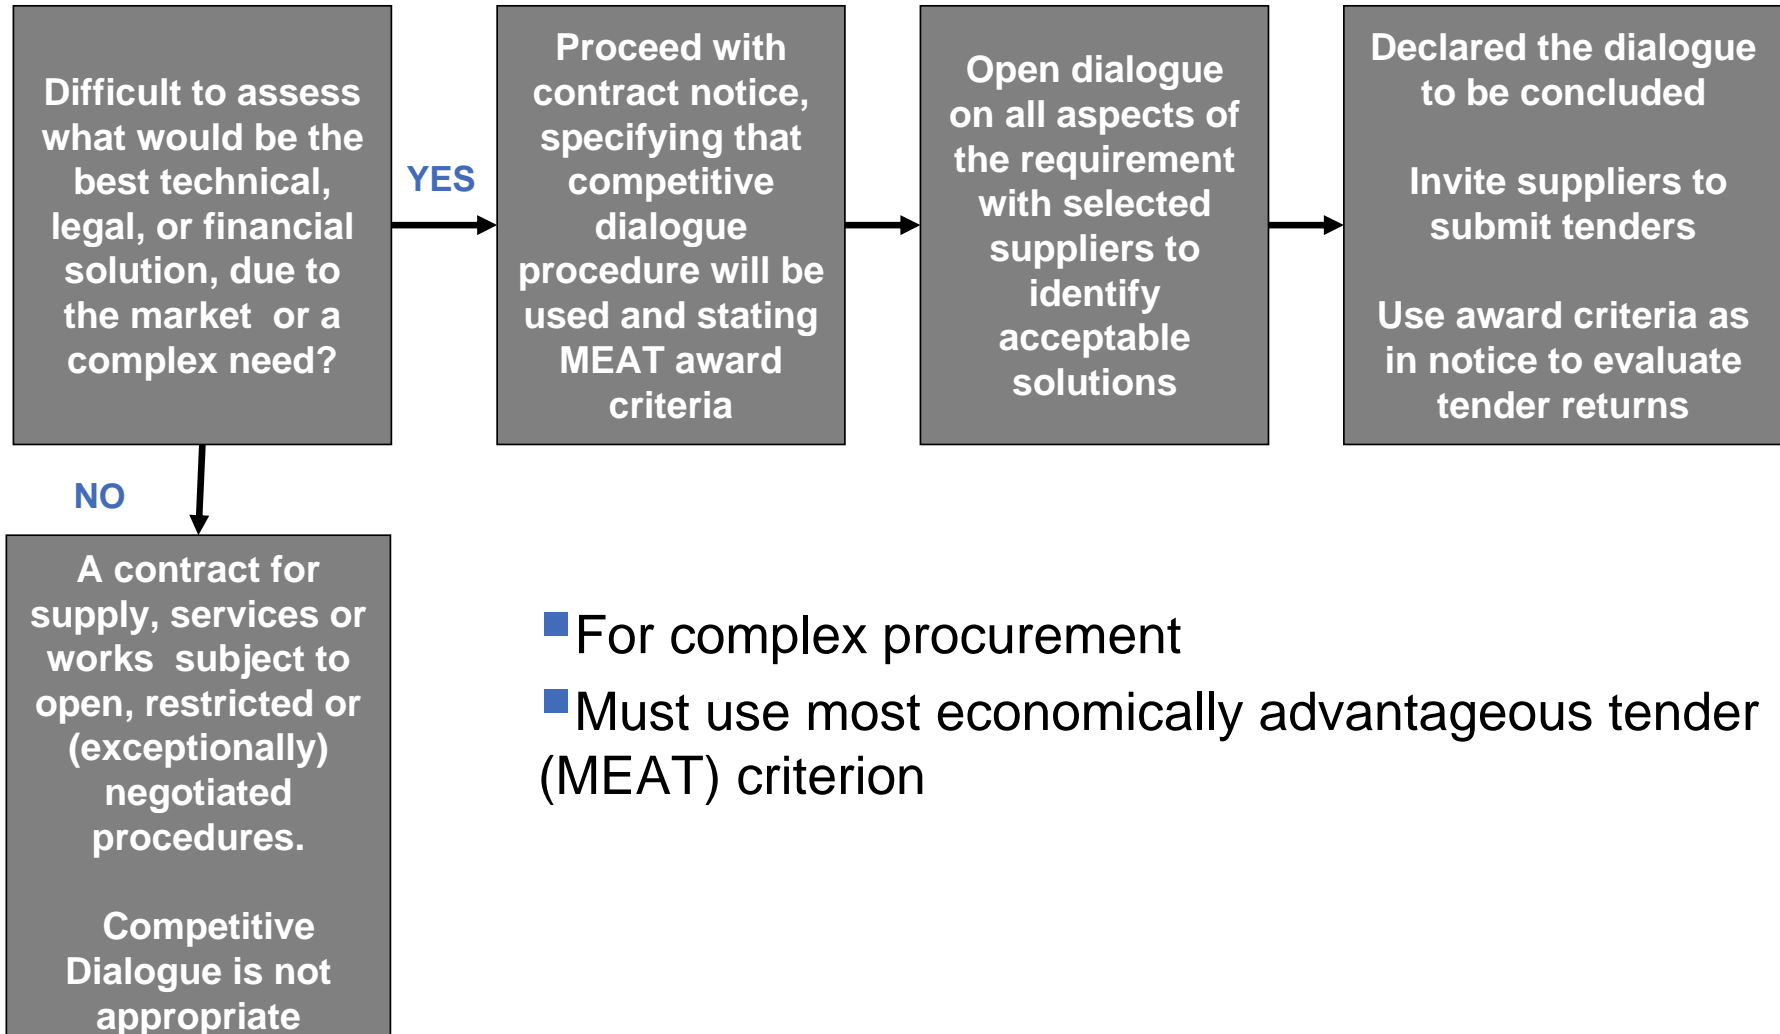 Difficult to assess
what would be the
best technical,
legal, or financial
solution, due to
the market or a
complex need?
YES
Proceed with
contract notice,
specifying that
competitive
dialogue
procedure will be
used and stating
MEAT award
criteria
Open dialogue
on all aspects of
the requirement
with selected
suppliers to
identify
acceptable
solutions
Declared the dialogue
to be concluded
Invite suppliers to
submit tenders
Use award criteria as
in notice to evaluate
tender returns
NO
A contract for
supply, services or
works subject to
open, restricted or
(exceptionally)
negotiated
procedures.
Competitive
Dialogue is not
appropriate
For complex procurement
Must use most economically advantageous tender
(MEAT) criterion